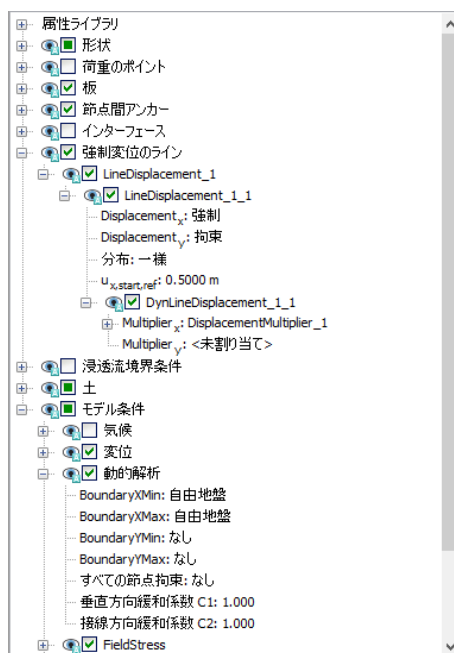 属性ライブラリ
形状
荷重のポイント
板
節点間アンカー
インターフェース
強制変位のライン
LineDisplacement_1
LineDisplacement_1_1
Displacementx: 強制
Displacementy: 拘束
分布: 一様
ux,start,ref: 0.5000 m
DynLineDisplacement_1_1
Multiplierx: DisplacementMultiplier_1
Multipliery: <未割り当て>
浸透流境界条件
土
モデル条件
気候
変位
動的解析
BoundaryXMin: 自由地盤
BoundaryXMax: 自由地盤
BoundaryYMin: なし
BoundaryYMax: なし
すべての節点拘束: なし
垂直方向緩和係数 C1: 1.000
接線方向緩和係数 C2: 1.000
FieldStress